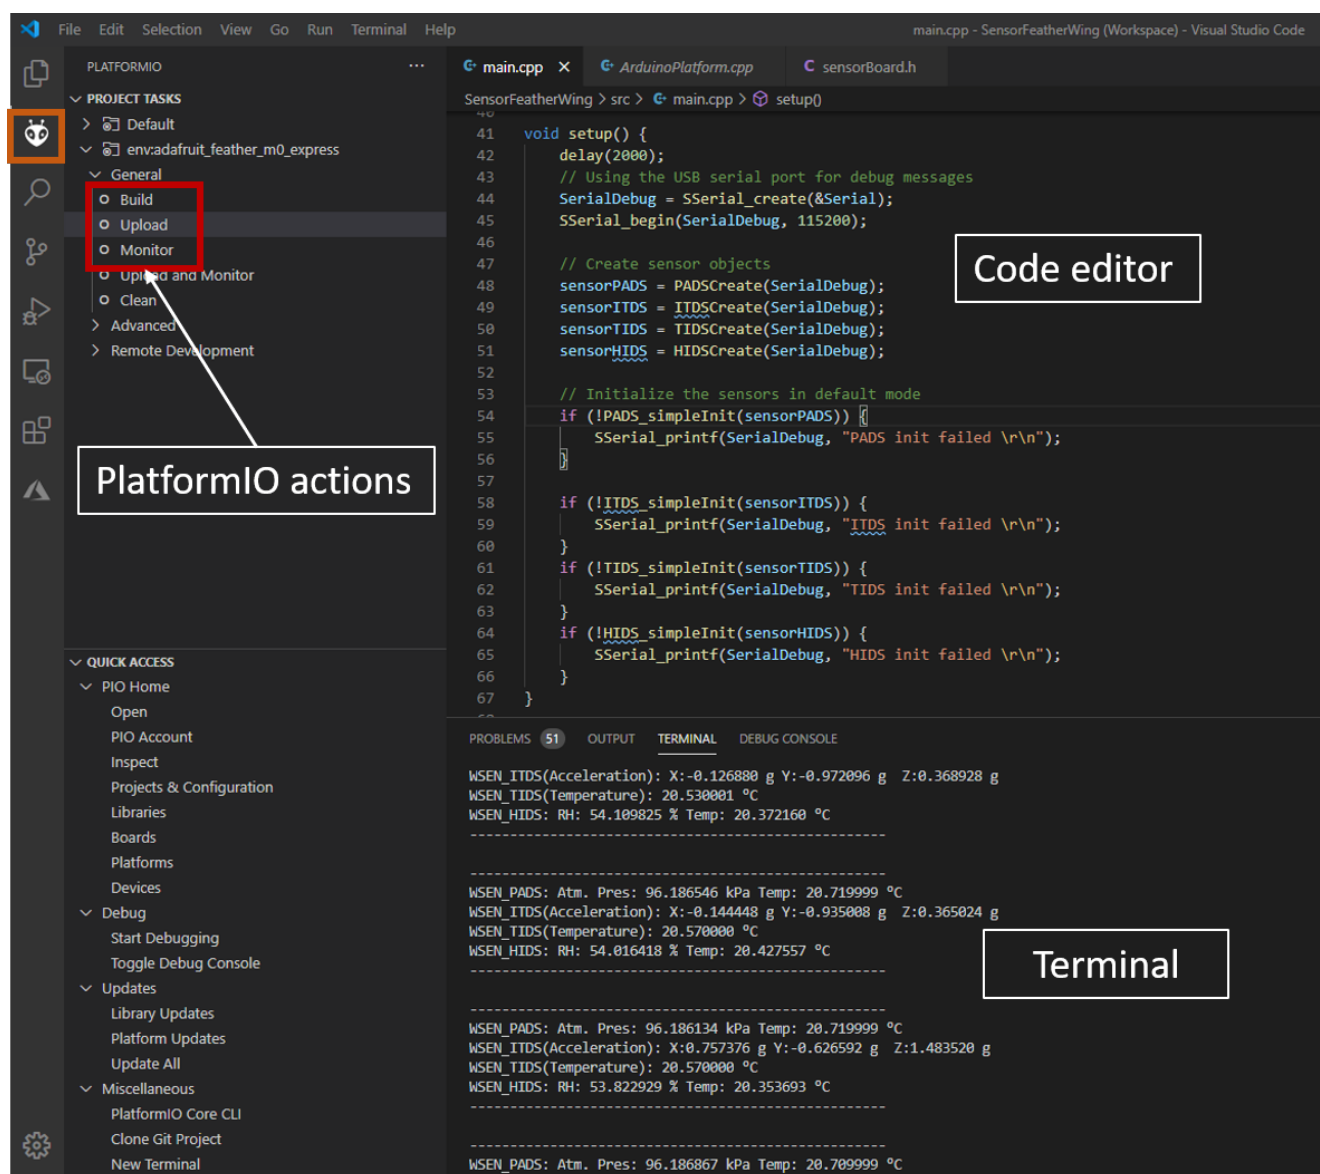 File Edit Selection View Go Run Terminal Help
main.cpp - SensorFeatherWing (Workspace) - Visual Studio Code
PLATFORMIO ...
PROJECT TASKS
Default
env:adafruit_feather_m0_express
General
Build
Upload
Monitor
Upload and Monitor
Clean
Advanced
Remote Development
PlatformIO actions
QUICK ACCESS
PIO Home
Open
PIO Account
Inspect
Projects & Configuration
Libraries
Boards
Platforms
Devices
Debug
Start Debugging
Toggle Debug Console
Updates
Library Updates
Platform Updates
Update All
Miscellaneous
PlatformIO Core CLI
Clone Git Project
New Terminal
main.cpp ArduinoPlatform.cpp sensorBoard.h
SensorFeatherWing > src > main.cpp > setup()
41 void setup() {
42 delay(2000);
43 // Using the USB serial port for debug messages
44 SerialDebug = SSerial_create(&Serial);
45 SSerial_begin(SerialDebug, 115200);
46
47 // Create sensor objects
48 sensorPADS = PADSCreate(SerialDebug);
49 sensorITDS = ITDSCreate(SerialDebug);
50 sensorTIDS = TIDSCreate(SerialDebug);
51 sensorHIDS = HIDSCreate(SerialDebug);
52
53 // Initialize the sensors in default mode
54 if (!PADS_simpleInit(sensorPADS)) {
55 SSerial_printf(SerialDebug, "PADS init failed \r\n");
56 }
57
58 if (!ITDS_simpleInit(sensorITDS)) {
59 SSerial_printf(SerialDebug, "ITDS init failed \r\n");
60 }
61 if (!TIDS_simpleInit(sensorTIDS)) {
62 SSerial_printf(SerialDebug, "TIDS init failed \r\n");
63 }
64 if (!HIDS_simpleInit(sensorHIDS)) {
65 SSerial_printf(SerialDebug, "HIDS init failed \r\n");
66 }
67 }
Code editor
PROBLEMS 51 OUTPUT TERMINAL DEBUG CONSOLE
WSEN_ITDS(Acceleration): X:-0.126880 g Y:-0.972096 g Z:0.368928 g
WSEN_TIDS(Temperature): 20.530001 ºC
WSEN_HIDS: RH: 54.109825 % Temp: 20.372160 ºC
----------------------------------------------------
----------------------------------------------------
WSEN_PADS: Atm. Pres: 96.186546 kPa Temp: 20.719999 ºC
WSEN_ITDS(Acceleration): X:-0.144448 g Y:-0.935008 g Z:0.365024 g
WSEN_TIDS(Temperature): 20.570000 ºC
WSEN_HIDS: RH: 54.016418 % Temp: 20.427557 ºC
----------------------------------------------------
----------------------------------------------------
WSEN_PADS: Atm. Pres: 96.186134 kPa Temp: 20.719999 ºC
WSEN_ITDS(Acceleration): X:0.757376 g Y:-0.626592 g Z:1.483520 g
WSEN_TIDS(Temperature): 20.570000 ºC
WSEN_HIDS: RH: 53.822929 % Temp: 20.353693 ºC
----------------------------------------------------
----------------------------------------------------
WSEN_PADS: Atm. Pres: 96.186867 kPa Temp: 20.709999 ºC
Terminal